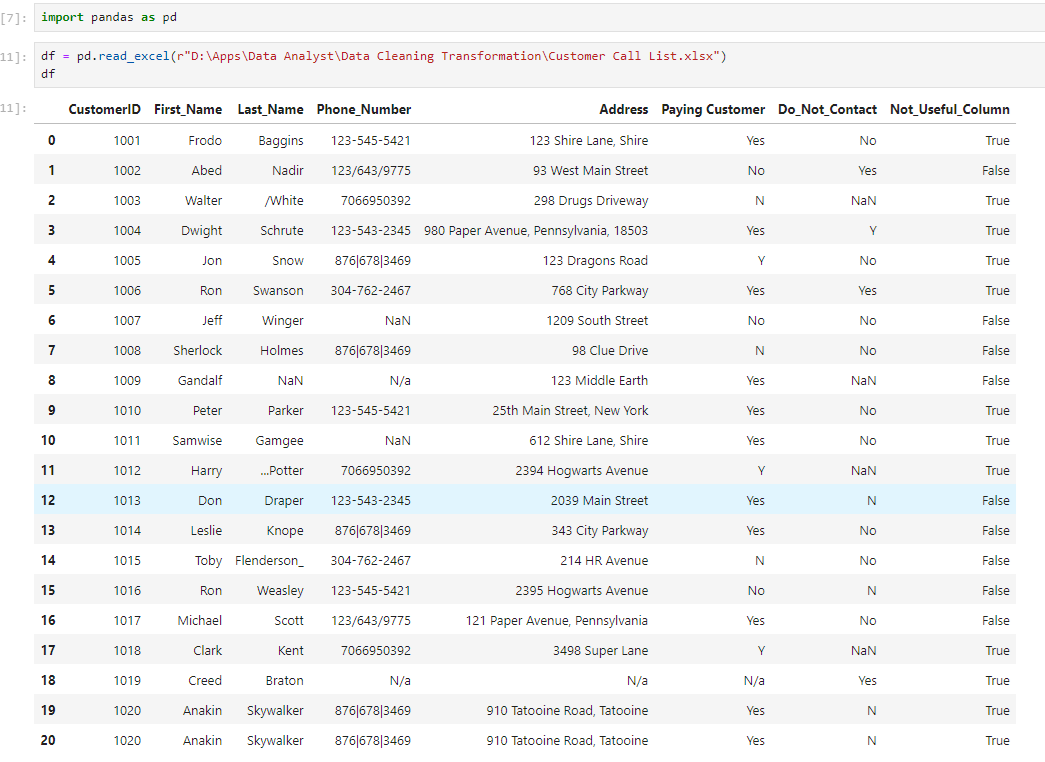 [7]: import pandas as pd
11]: df = pd.read_excel(r"D:\Apps\Data Analyst\Data Cleaning Transformation\Customer Call List.xlsx")
df
11]:
CustomerID First_Name Last_Name Phone_Number Address Paying Customer Do_Not_Contact Not_Useful_Column
0 1001 Frodo Baggins 123-545-5421 123 Shire Lane, Shire Yes No True
1 1002 Abed Nadir 123/643/9775 93 West Main Street No Yes False
2 1003 Walter /White 7066950392 298 Drugs Driveway N NaN True
3 1004 Dwight Schrute 123-543-2345 980 Paper Avenue, Pennsylvania, 18503 Yes Y True
4 1005 Jon Snow 876|678|3469 123 Dragons Road Y No True
5 1006 Ron Swanson 304-762-2467 768 City Parkway Yes Yes True
6 1007 Jeff Winger NaN 1209 South Street No No False
7 1008 Sherlock Holmes 876|678|3469 98 Clue Drive N No False
8 1009 Gandalf NaN N/a 123 Middle Earth Yes NaN False
9 1010 Peter Parker 123-545-5421 25th Main Street, New York Yes No True
10 1011 Samwise Gamgee NaN 612 Shire Lane, Shire Yes No True
11 1012 Harry ...Potter 7066950392 2394 Hogwarts Avenue Y NaN True
12 1013 Don Draper 123-543-2345 2039 Main Street Yes N False
13 1014 Leslie Knope 876|678|3469 343 City Parkway Yes No False
14 1015 Toby Flenderson_ 304-762-2467 214 HR Avenue N No False
15 1016 Ron Weasley 123-545-5421 2395 Hogwarts Avenue No N False
16 1017 Michael Scott 123/643/9775 121 Paper Avenue, Pennsylvania Yes No False
17 1018 Clark Kent 7066950392 3498 Super Lane Y NaN True
18 1019 Creed Braton N/a N/a N/a Yes True
19 1020 Anakin Skywalker 876|678|3469 910 Tatooine Road, Tatooine Yes N True
20 1020 Anakin Skywalker 876|678|3469 910 Tatooine Road, Tatooine Yes N True